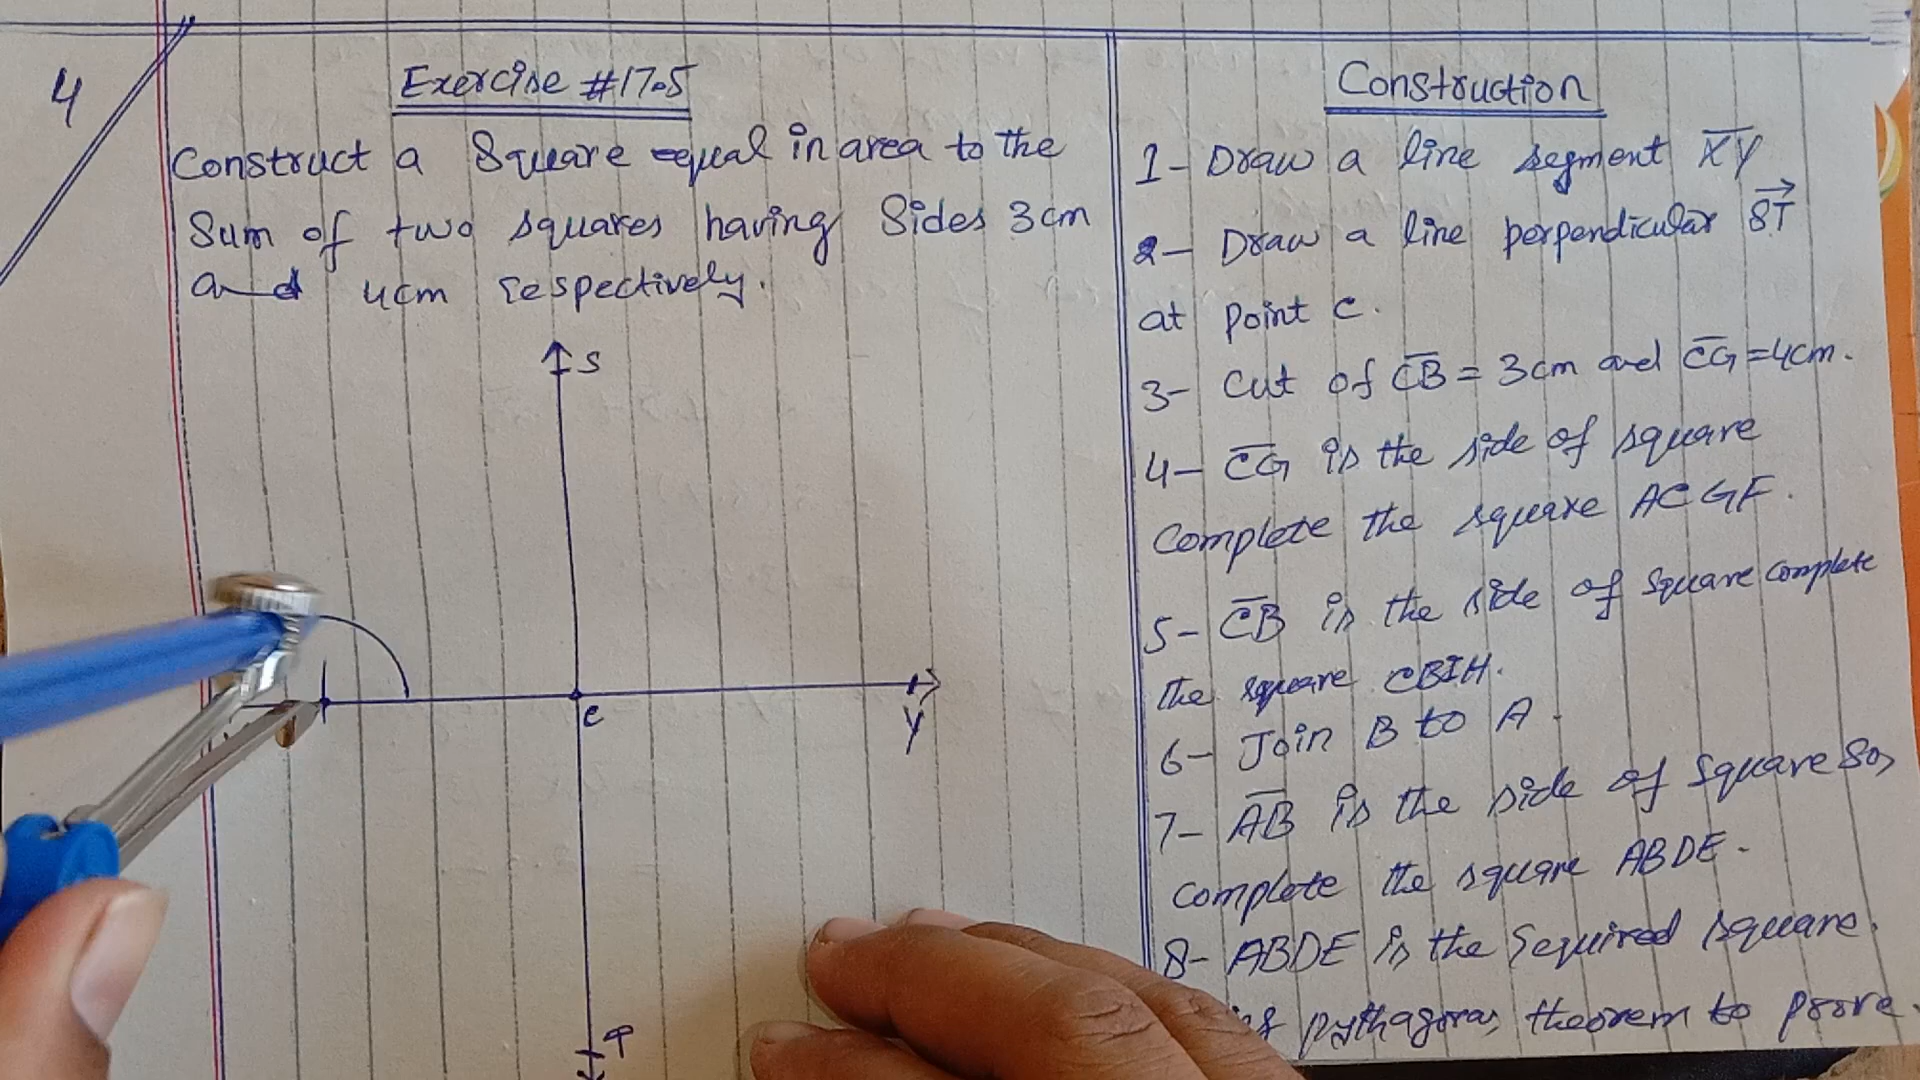 4
Exercise #17.5
Construct a Square equal in area to the
Sum of two squares having Sides 3cm
and 4cm respectively.
S
C
Y
T
Construction
1- Draw a line segment XY
2- Draw a line perpendicular ST
at point C.
3- Cut of CB = 3cm and CG = 4cm.
4- CG is the side of square
Complete the square ACGF.
5- CB is the side of Square complete
the square CBIH.
6- Join B to A.
7- AB is the side of Square So,
complete the square ABDE.
8- ABDE is the required square.
pythagoras theorem to proove.